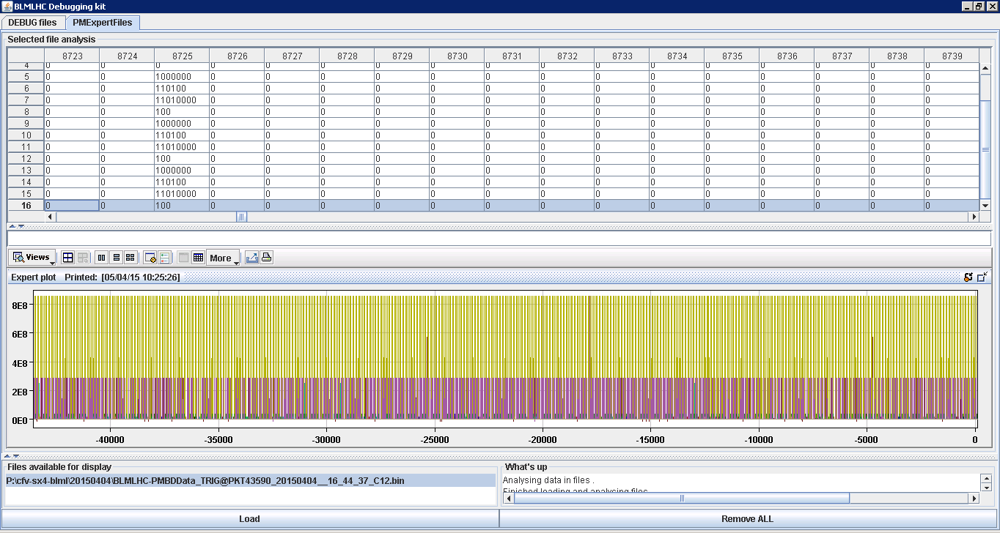 BLMLHC Debugging kit
DEBUG files PMExpertFiles
Selected file analysis
8723 8724 8725 8726 8727 8728 8729 8730 8731 8732 8733 8734 8735 8736 8737 8738 8739
4 0 0 0 0 0 0 0 0 0 0 0 0 0 0 0 0 0
5 0 0 1000000 0 0 0 0 0 0 0 0 0 0 0 0 0 0
6 0 0 110100 0 0 0 0 0 0 0 0 0 0 0 0 0 0
7 0 0 11010000 0 0 0 0 0 0 0 0 0 0 0 0 0 0
8 0 0 100 0 0 0 0 0 0 0 0 0 0 0 0 0 0
9 0 0 1000000 0 0 0 0 0 0 0 0 0 0 0 0 0 0
10 0 0 110100 0 0 0 0 0 0 0 0 0 0 0 0 0 0
11 0 0 11010000 0 0 0 0 0 0 0 0 0 0 0 0 0 0
12 0 0 100 0 0 0 0 0 0 0 0 0 0 0 0 0 0
13 0 0 1000000 0 0 0 0 0 0 0 0 0 0 0 0 0 0
14 0 0 110100 0 0 0 0 0 0 0 0 0 0 0 0 0 0
15 0 0 11010000 0 0 0 0 0 0 0 0 0 0 0 0 0 0
16 0 0 100 0 0 0 0 0 0 0 0 0 0 0 0 0 0
Views More
Expert plot Printed: [05/04/15 10:25:26]
8E8
6E8
4E8
2E8
0E0
-40000 -35000 -30000 -25000 -20000 -15000 -10000 -5000 0
Files available for display
P:\cfv-sx4-blml\20150404\BLMLHC-PMBDData_TRIG@PKT43590_20150404__16_44_37_C12.bin
What's up
Analysing data in files .
Finished loading and analysing files
Load Remove ALL